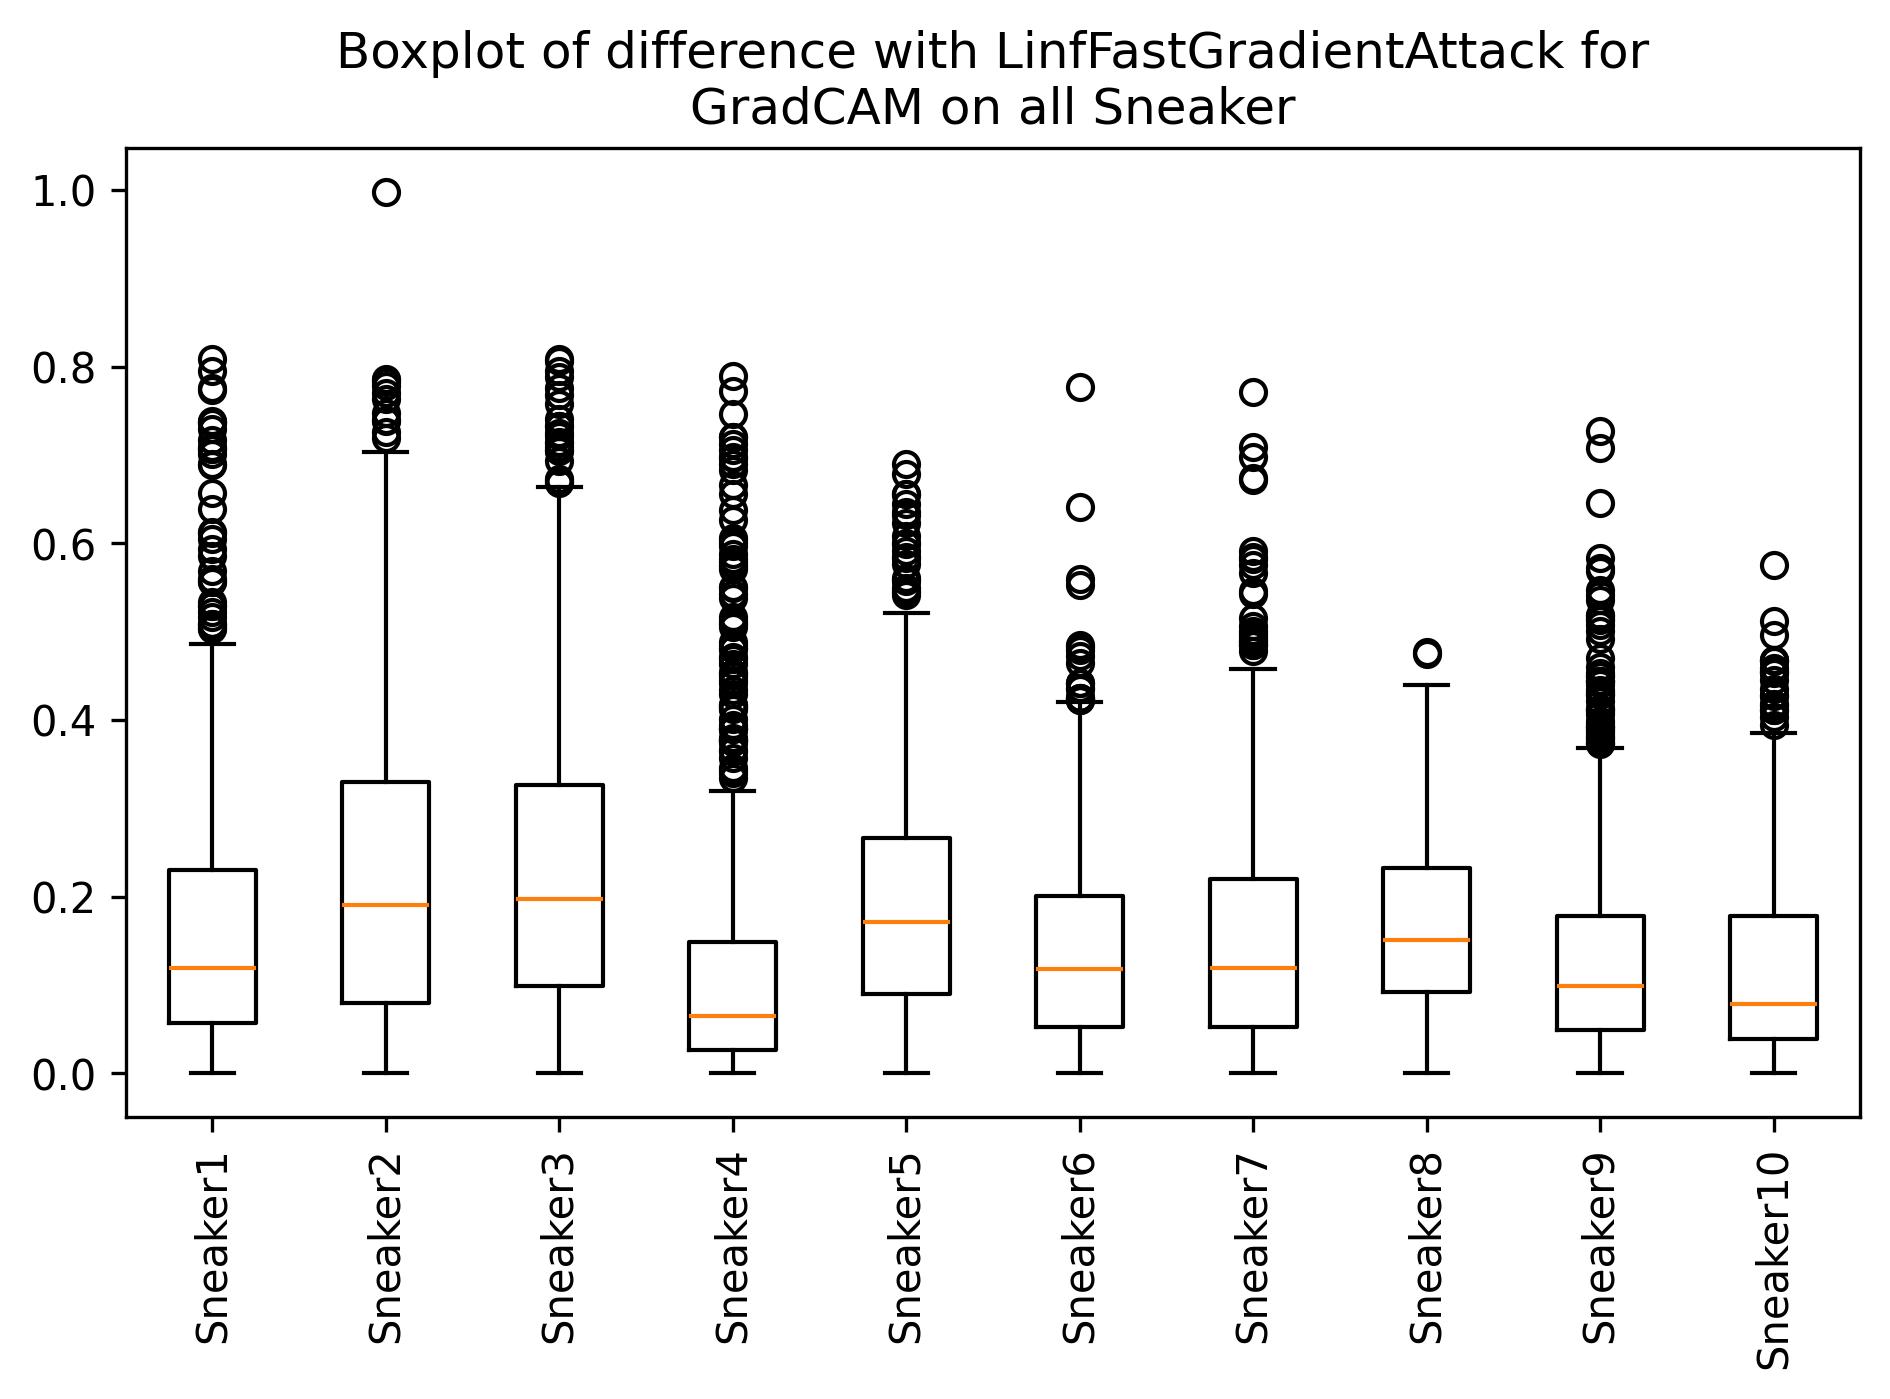 Boxplot of difference with LinfFastGradientAttack for
GradCAM on all Sneaker
1.0
0.8
0.6
0.4
0.2
0.0
Sneaker1
Sneaker2
Sneaker3
Sneaker4
Sneaker5
Sneaker6
Sneaker7
Sneaker8
Sneaker9
Sneaker10